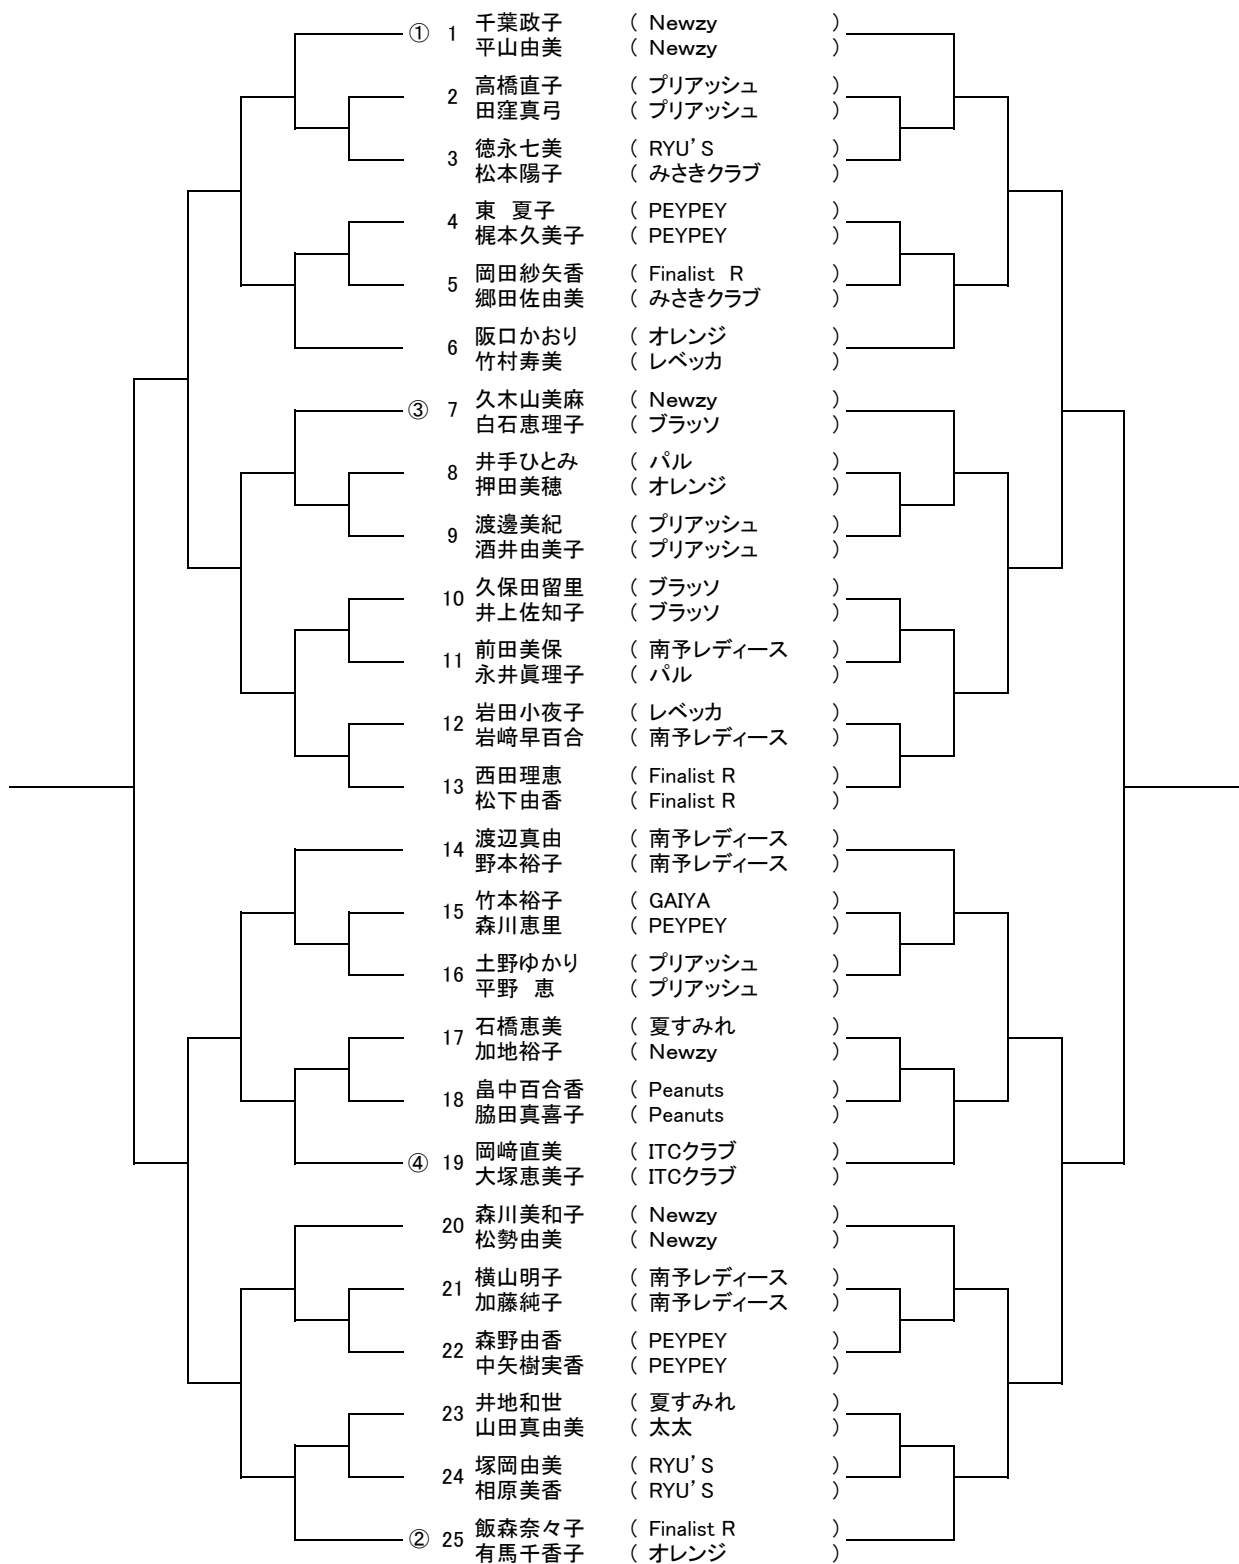 ① 1 千葉政子 ( Newzy )
平山由美 ( Newzy )
2 高橋直子 ( プリアッシュ )
田窪真弓 ( プリアッシュ )
3 徳永七美 ( RYU'S )
松本陽子 ( みさきクラブ )
4 東 夏子 ( PEYPEY )
梶本久美子 ( PEYPEY )
5 岡田紗矢香 ( Finalist R )
郷田佐由美 ( みさきクラブ )
6 阪口かおり ( オレンジ )
竹村寿美 ( レベッカ )
③ 7 久木山美麻 ( Newzy )
白石恵理子 ( ブラッソ )
8 井手ひとみ ( パル )
押田美穂 ( オレンジ )
9 渡邊美紀 ( プリアッシュ )
酒井由美子 ( プリアッシュ )
10 久保田留里 ( ブラッソ )
井上佐知子 ( ブラッソ )
11 前田美保 ( 南予レディース )
永井眞理子 ( パル )
12 岩田小夜子 ( レベッカ )
岩﨑早百合 ( 南予レディース )
13 西田理恵 ( Finalist R )
松下由香 ( Finalist R )
14 渡辺真由 ( 南予レディース )
野本裕子 ( 南予レディース )
15 竹本裕子 ( GAIYA )
森川恵里 ( PEYPEY )
16 土野ゆかり ( プリアッシュ )
平野 恵 ( プリアッシュ )
17 石橋恵美 ( 夏すみれ )
加地裕子 ( Newzy )
18 畠中百合香 ( Peanuts )
脇田真喜子 ( Peanuts )
④ 19 岡﨑直美 ( ITCクラブ )
大塚恵美子 ( ITCクラブ )
20 森川美和子 ( Newzy )
松勢由美 ( Newzy )
21 横山明子 ( 南予レディース )
加藤純子 ( 南予レディース )
22 森野由香 ( PEYPEY )
中矢樹実香 ( PEYPEY )
23 井地和世 ( 夏すみれ )
山田真由美 ( 太太 )
24 塚岡由美 ( RYU'S )
相原美香 ( RYU'S )
② 25 飯森奈々子 ( Finalist R )
有馬千香子 ( オレンジ )